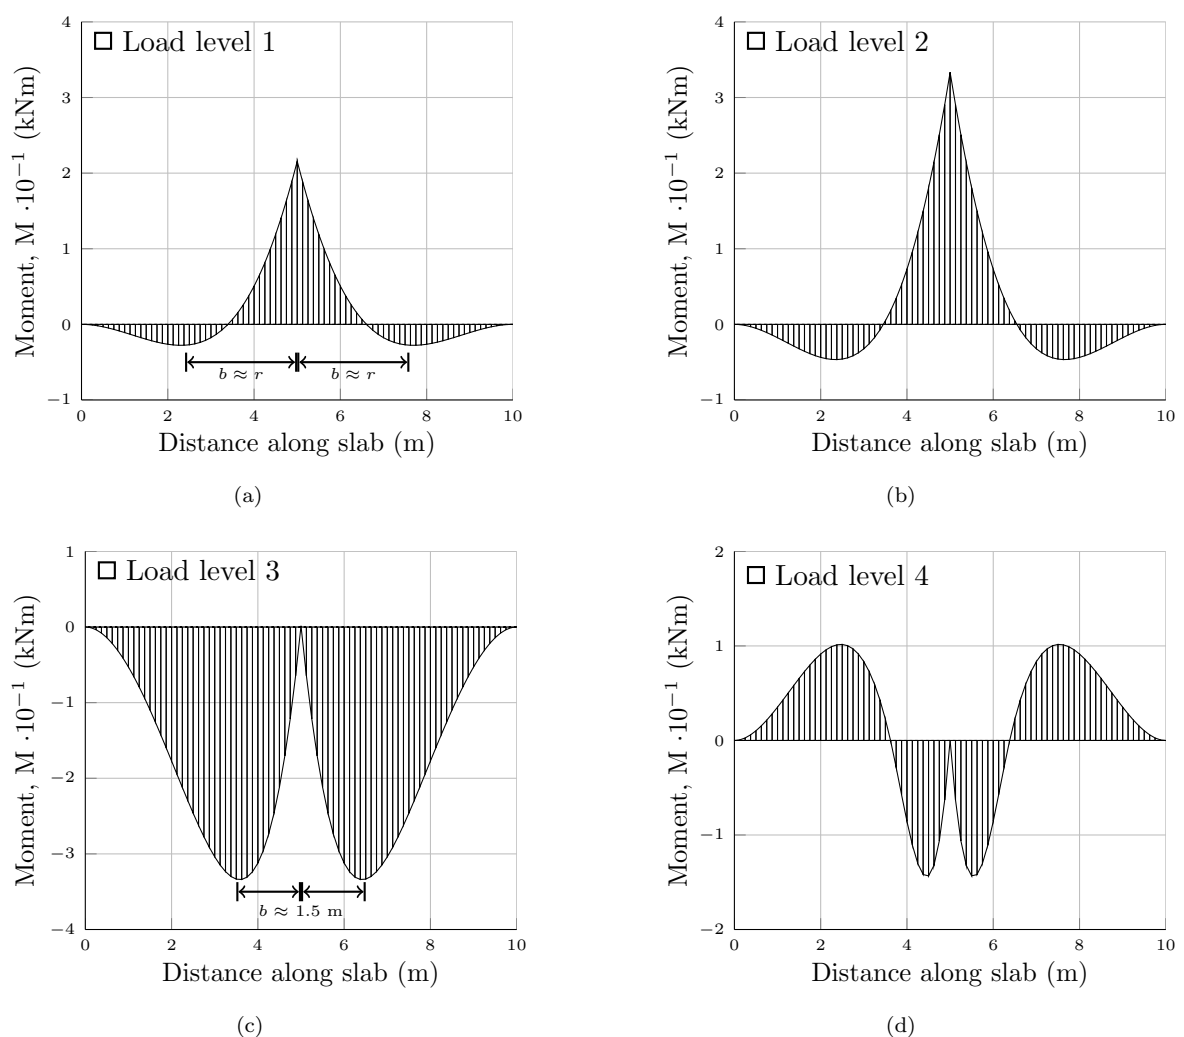 4
□ Load level 1
3
2
1
0
−1
Moment, M ·10⁻¹ (kNm)
b ≈ r b ≈ r
0 2 4 6 8 10
Distance along slab (m)
(a)
4
□ Load level 2
3
2
1
0
−1
Moment, M ·10⁻¹ (kNm)
0 2 4 6 8 10
Distance along slab (m)
(b)
1
□ Load level 3
0
−1
−2
−3
−4
Moment, M ·10⁻¹ (kNm)
b ≈ 1.5 m
0 2 4 6 8 10
Distance along slab (m)
(c)
2
□ Load level 4
1
0
−1
−2
Moment, M ·10⁻¹ (kNm)
0 2 4 6 8 10
Distance along slab (m)
(d)